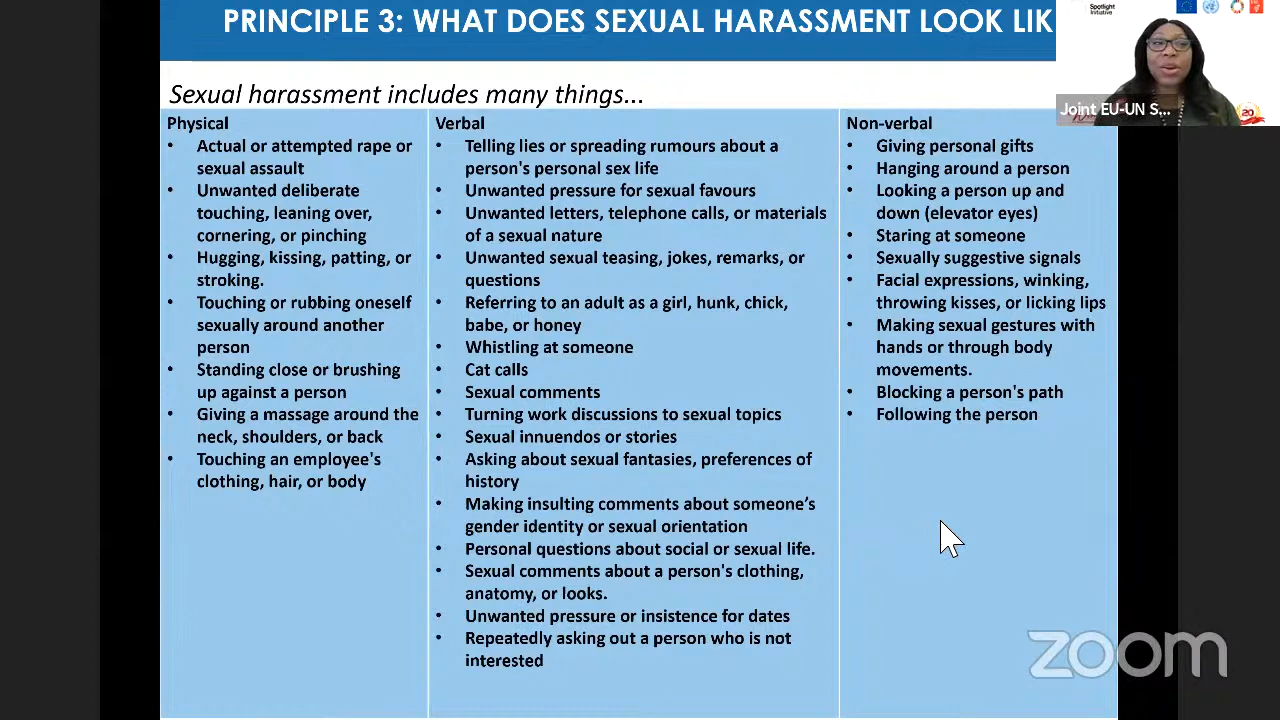 PRINCIPLE 3: WHAT DOES SEXUAL HARASSMENT LOOK LIK
Spotlight
Initiative
Joint EU-UN S...
20
Sexual harassment includes many things...
Physical
• Actual or attempted rape or
sexual assault
• Unwanted deliberate
touching, leaning over,
cornering, or pinching
• Hugging, kissing, patting, or
stroking.
• Touching or rubbing oneself
sexually around another
person
• Standing close or brushing
up against a person
• Giving a massage around the
neck, shoulders, or back
• Touching an employee's
clothing, hair, or body
Verbal
• Telling lies or spreading rumours about a
person's personal sex life
• Unwanted pressure for sexual favours
• Unwanted letters, telephone calls, or materials
of a sexual nature
• Unwanted sexual teasing, jokes, remarks, or
questions
• Referring to an adult as a girl, hunk, chick,
babe, or honey
• Whistling at someone
• Cat calls
• Sexual comments
• Turning work discussions to sexual topics
• Sexual innuendos or stories
• Asking about sexual fantasies, preferences of
history
• Making insulting comments about someone’s
gender identity or sexual orientation
• Personal questions about social or sexual life.
• Sexual comments about a person's clothing,
anatomy, or looks.
• Unwanted pressure or insistence for dates
• Repeatedly asking out a person who is not
interested
Non-verbal
• Giving personal gifts
• Hanging around a person
• Looking a person up and
down (elevator eyes)
• Staring at someone
• Sexually suggestive signals
• Facial expressions, winking,
throwing kisses, or licking lips
• Making sexual gestures with
hands or through body
movements.
• Blocking a person's path
• Following the person
zoom